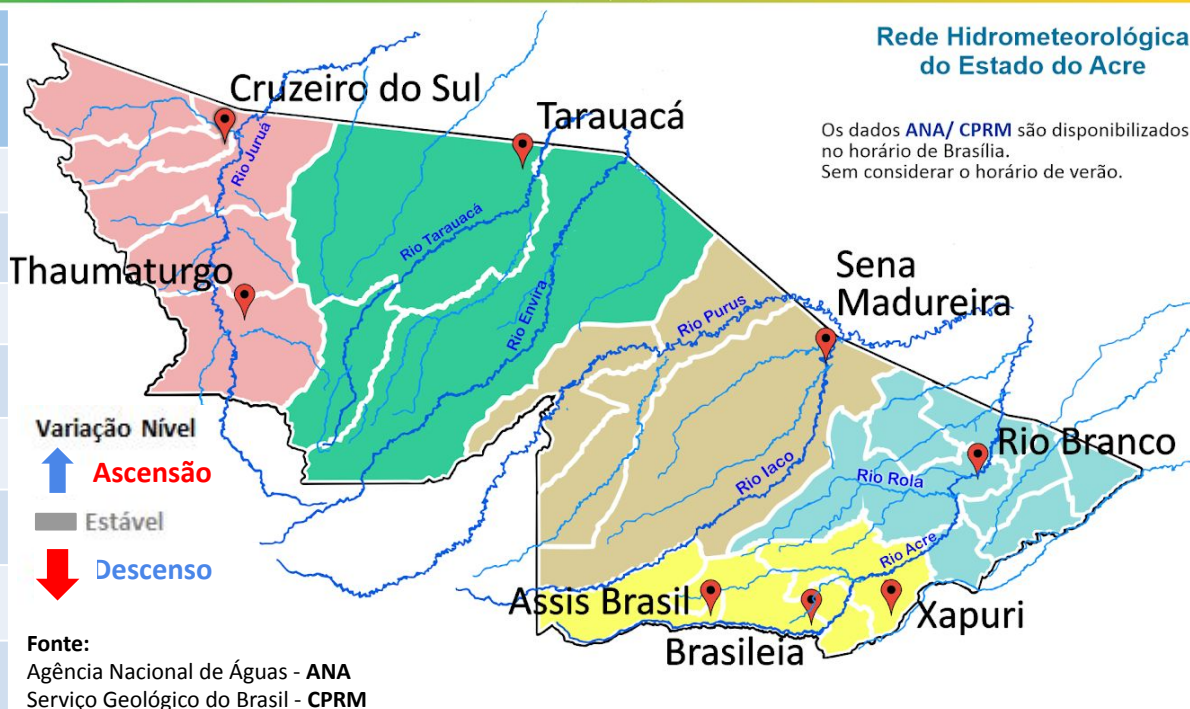 Rede Hidrometeorológica
do Estado do Acre
Os dados ANA/ CPRM são disponibilizados
no horário de Brasília.
Sem considerar o horário de verão.
Cruzeiro do Sul
Tarauacá
Rio Juruá
Rio Tarauacá
Thaumaturgo
Rio Envira
Sena
Madureira
Rio Purus
Variação Nível
Ascensão
Estável
Descenso
Rio Branco
Rio Iaco
Rio Rolá
Rio Acre
Assis Brasil
Xapuri
Brasileia
Fonte:
Agência Nacional de Águas - ANA
Serviço Geológico do Brasil - CPRM